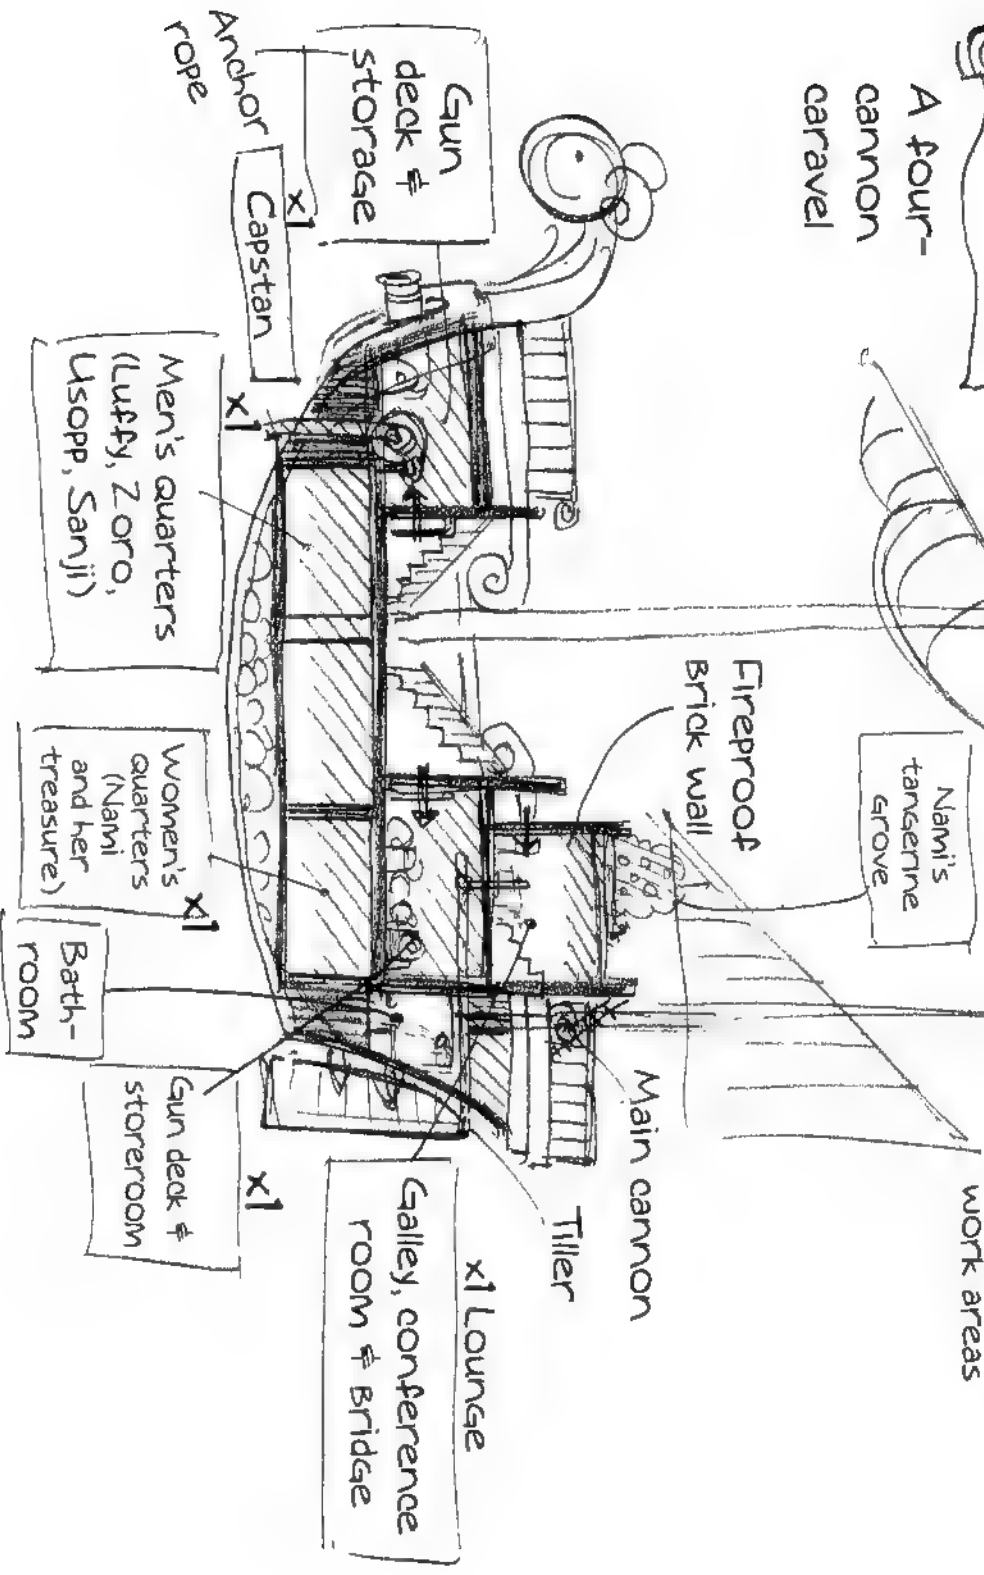 A four-
cannon
caravel
work areas
Nami's
tangerine
Grove
Fireproof
Brick wall
Main cannon
Tiller
x1 Lounge
Galley, conference
room & Bridge
Gun
deck &
storage
Anchor
rope
x1
Capstan
x1
Men's quarters
(Luffy, Zoro,
Usopp, Sanji)
Women's
quarters
(Nami
and her
treasure)
x1
Bath-
room
Gun deck &
storeroom
x1